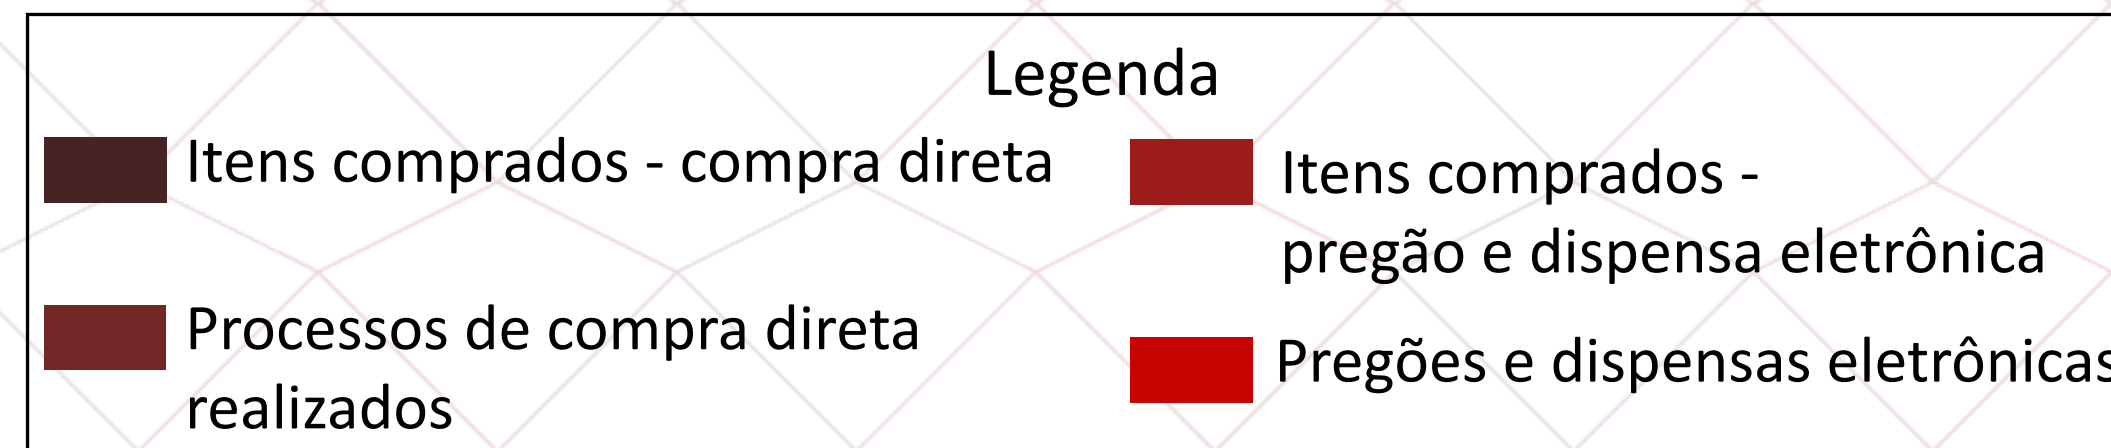 Legenda
Itens comprados - compra direta
Processos de compra direta
realizados
Itens comprados -
pregão e dispensa eletrônica
Pregões e dispensas eletrônicas